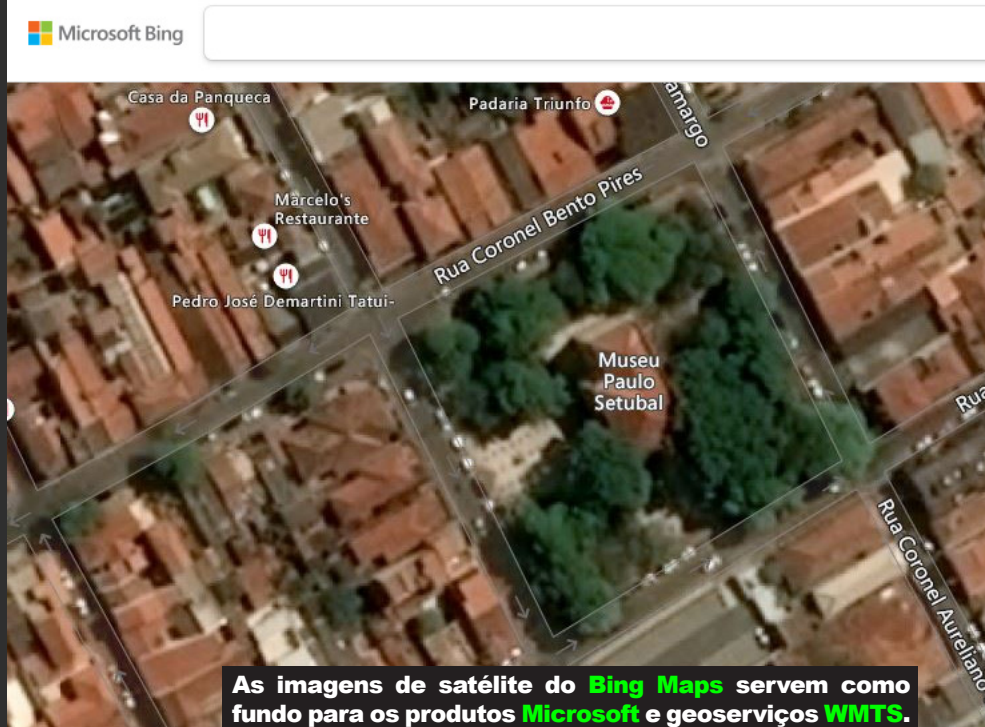 Microsoft Bing
Casa da Panqueca
Padaria Triunfo
amargo
Marcelo's
Restaurante
Rua Coronel Bento Pires
Pedro José Demartini Tatui-
Museu
Paulo
Setubal
Rua
Rua Coronel Aureliano
As imagens de satélite do Bing Maps servem como
fundo para os produtos Microsoft e geoserviços WMTS.